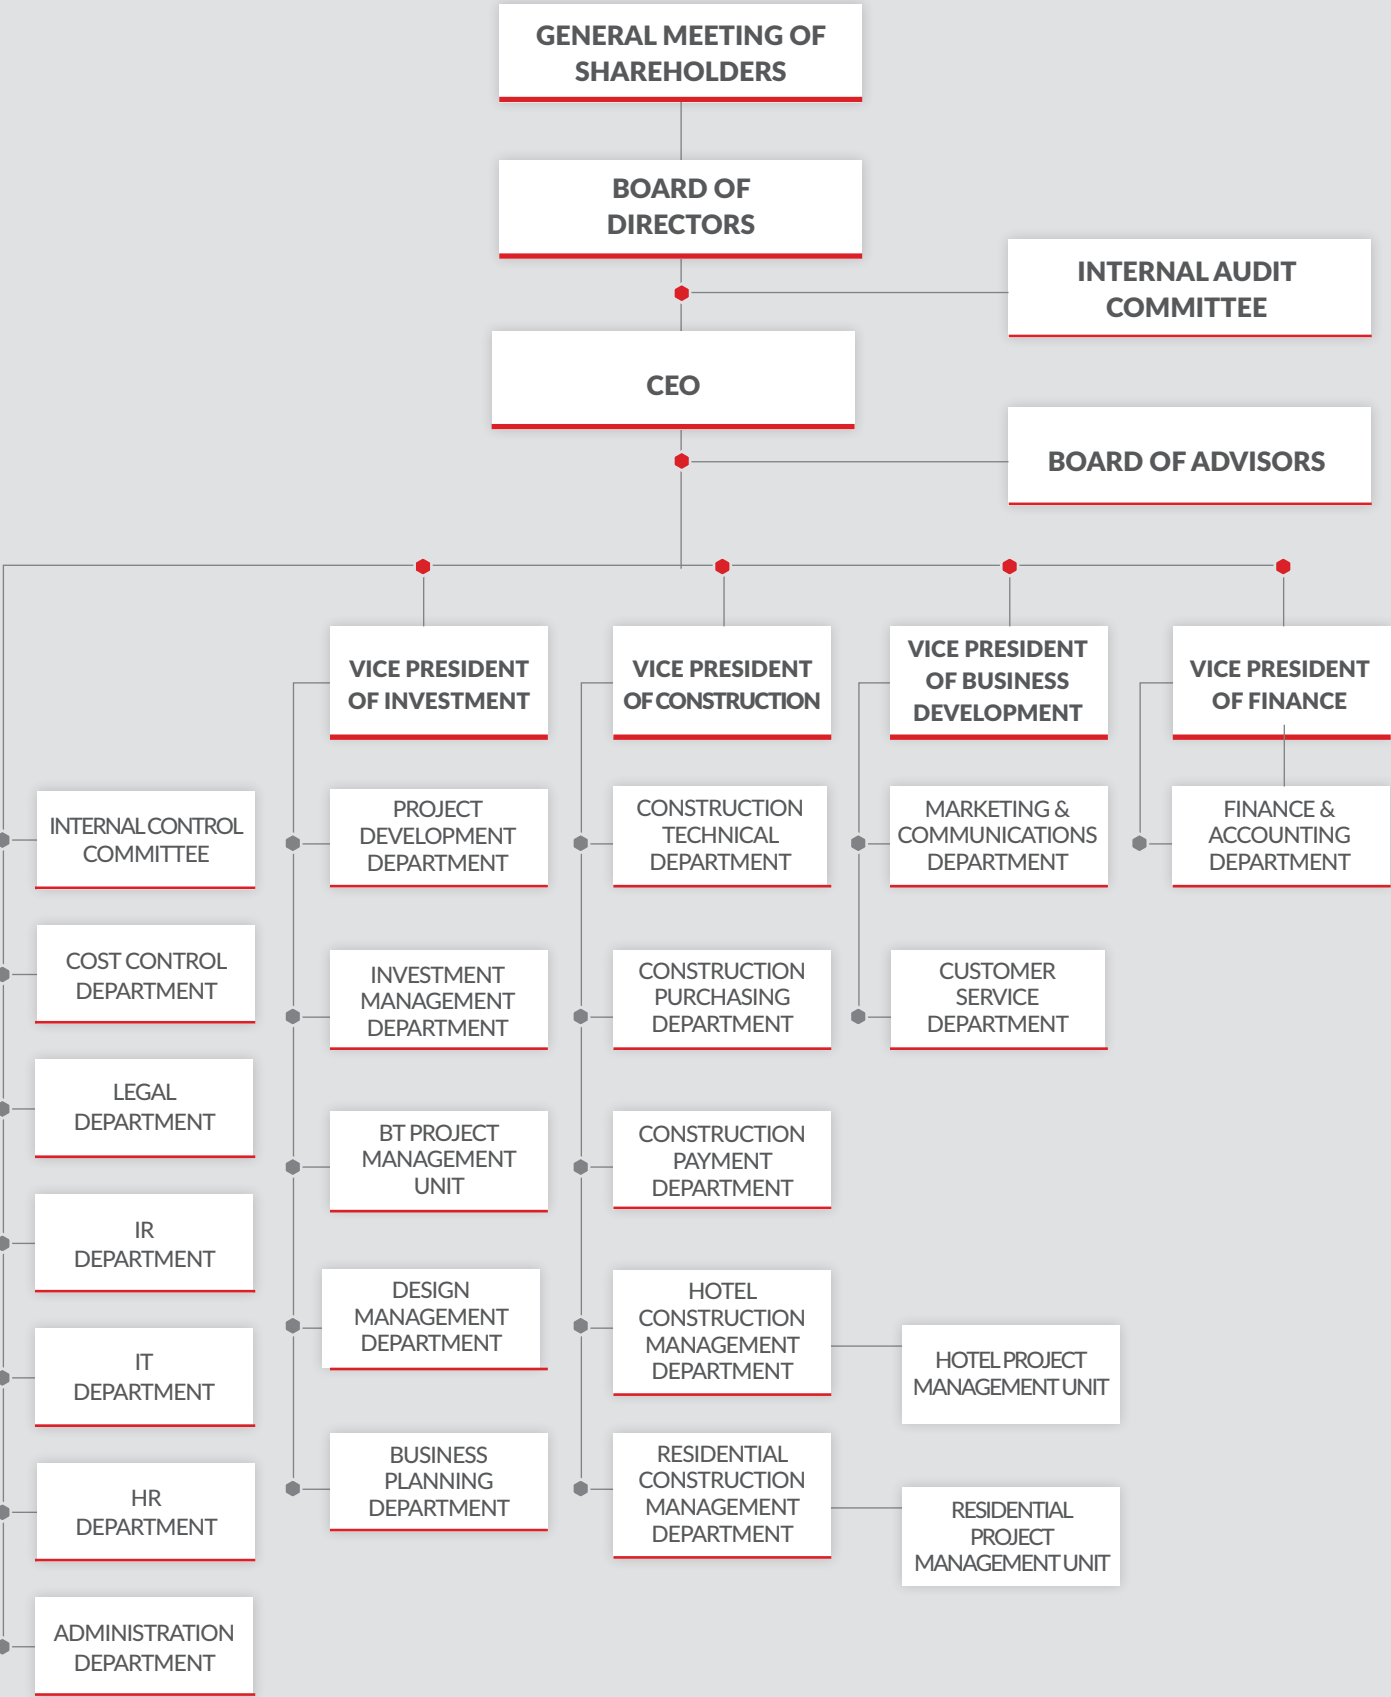 GENERAL MEETING OF
SHAREHOLDERS
BOARD OF
DIRECTORS
INTERNAL AUDIT
COMMITTEE
CEO
BOARD OF ADVISORS
VICE PRESIDENT
OF INVESTMENT
VICE PRESIDENT
OF CONSTRUCTION
VICE PRESIDENT
OF BUSINESS
DEVELOPMENT
VICE PRESIDENT
OF FINANCE
INTERNAL CONTROL
COMMITTEE
COST CONTROL
DEPARTMENT
LEGAL
DEPARTMENT
IR
DEPARTMENT
IT
DEPARTMENT
HR
DEPARTMENT
ADMINISTRATION
DEPARTMENT
PROJECT
DEVELOPMENT
DEPARTMENT
INVESTMENT
MANAGEMENT
DEPARTMENT
BT PROJECT
MANAGEMENT
UNIT
DESIGN
MANAGEMENT
DEPARTMENT
BUSINESS
PLANNING
DEPARTMENT
CONSTRUCTION
TECHNICAL
DEPARTMENT
CONSTRUCTION
PURCHASING
DEPARTMENT
CONSTRUCTION
PAYMENT
DEPARTMENT
HOTEL
CONSTRUCTION
MANAGEMENT
DEPARTMENT
HOTEL PROJECT
MANAGEMENT UNIT
RESIDENTIAL
CONSTRUCTION
MANAGEMENT
DEPARTMENT
RESIDENTIAL
PROJECT
MANAGEMENT UNIT
MARKETING &
COMMUNICATIONS
DEPARTMENT
CUSTOMER
SERVICE
DEPARTMENT
FINANCE &
ACCOUNTING
DEPARTMENT